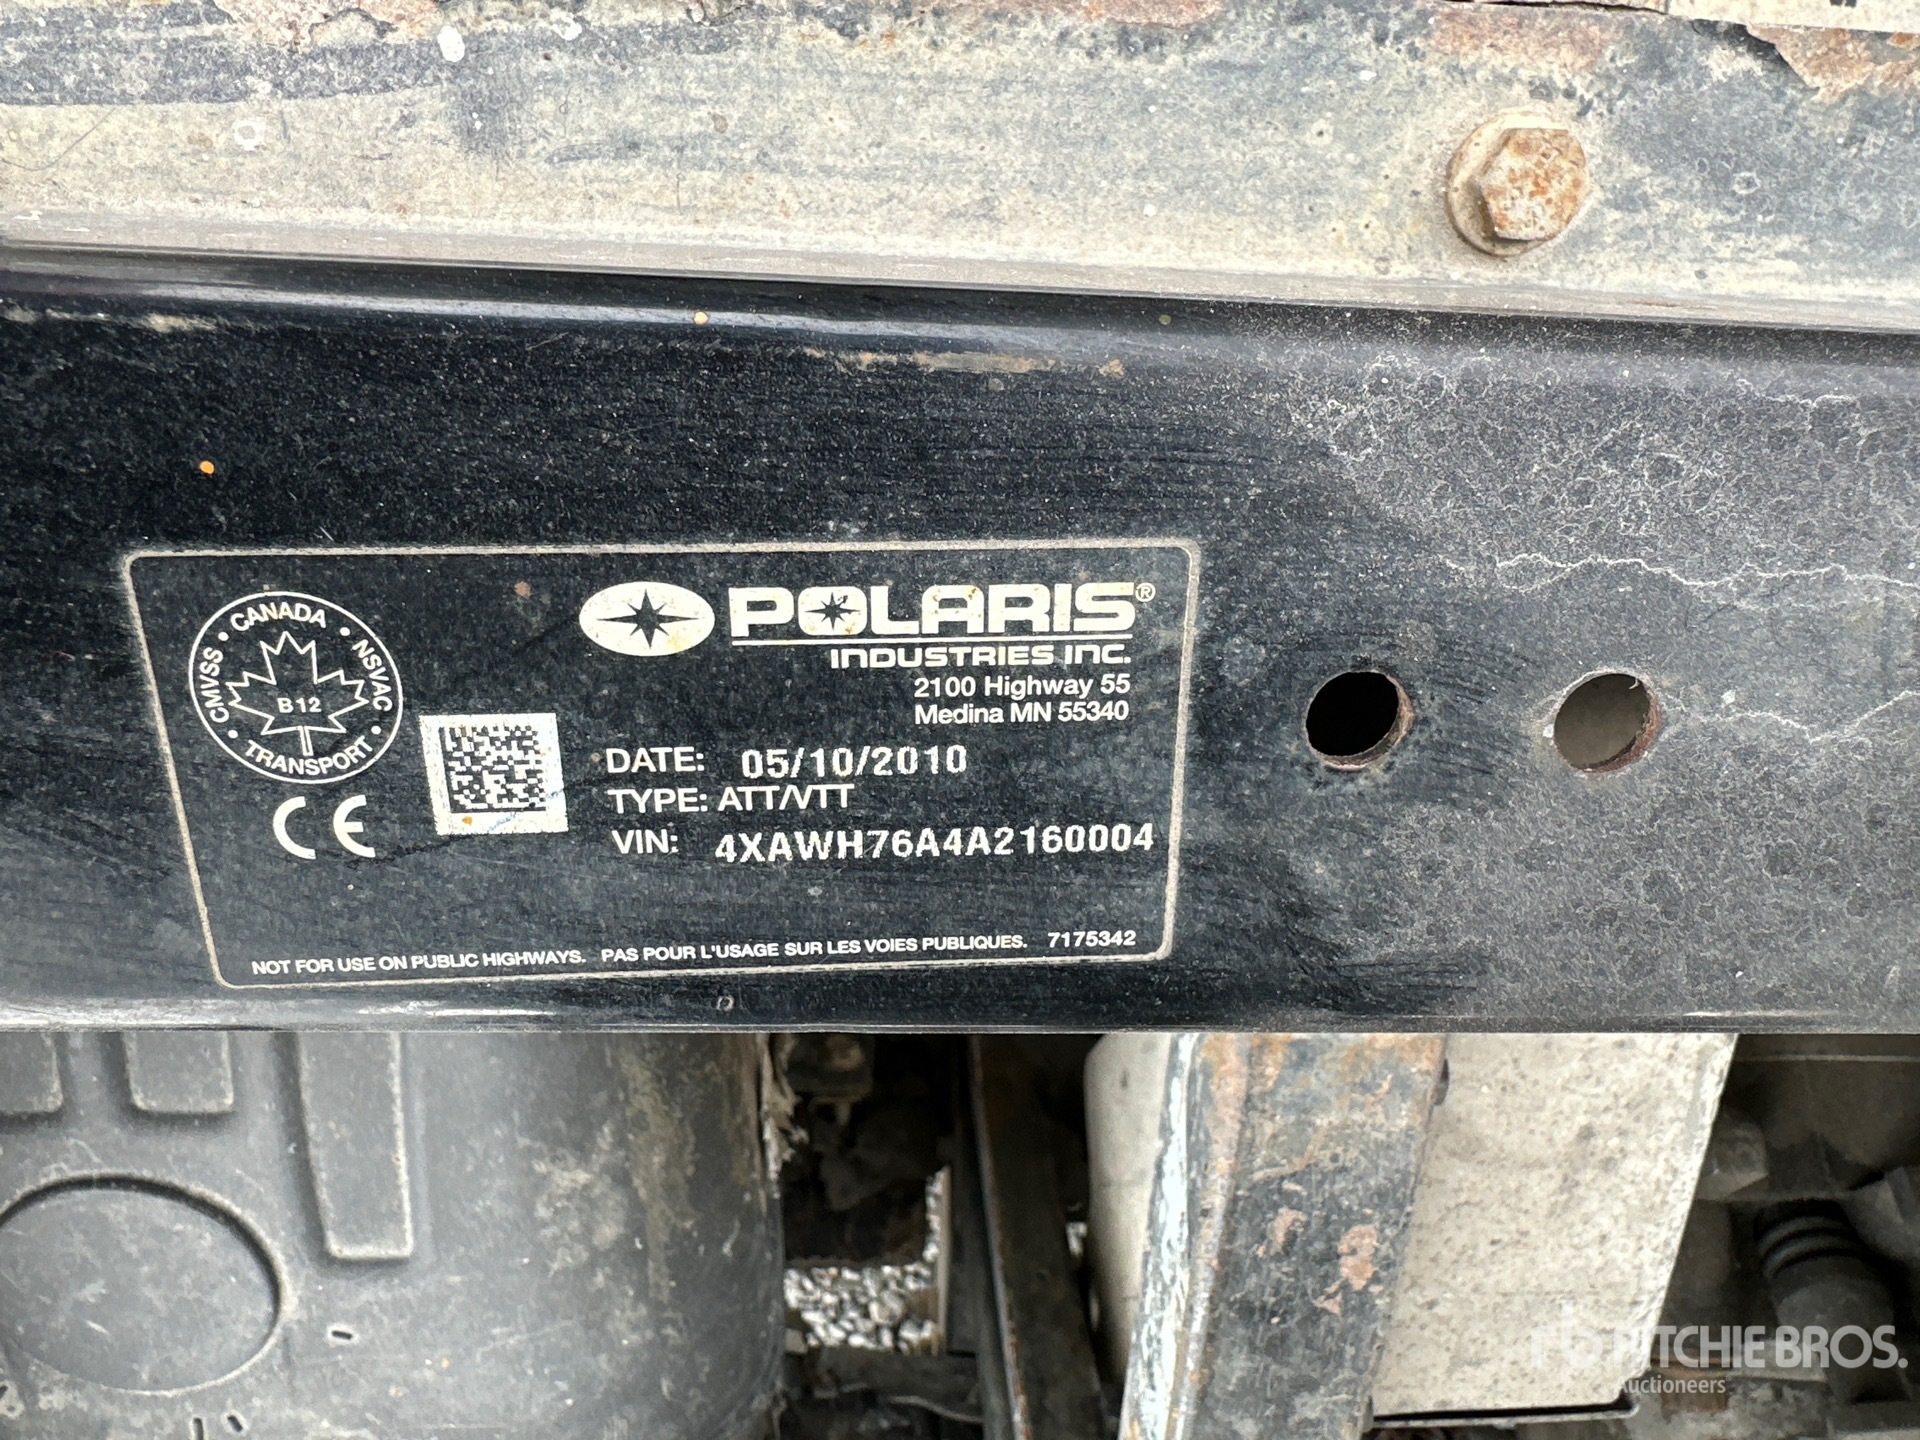 CANADA · NSVAC · TRANSPORT · CMVSS ·
B12
CE
POLARIS®
INDUSTRIES INC.
2100 Highway 55
Medina MN 55340
DATE: 05/10/2010
TYPE: ATT/VTT
VIN: 4XAWH76A4A2160004
NOT FOR USE ON PUBLIC HIGHWAYS. PAS POUR L'USAGE SUR LES VOIES PUBLIQUES. 7175342
rb RITCHIE BROS.
Auctioneers